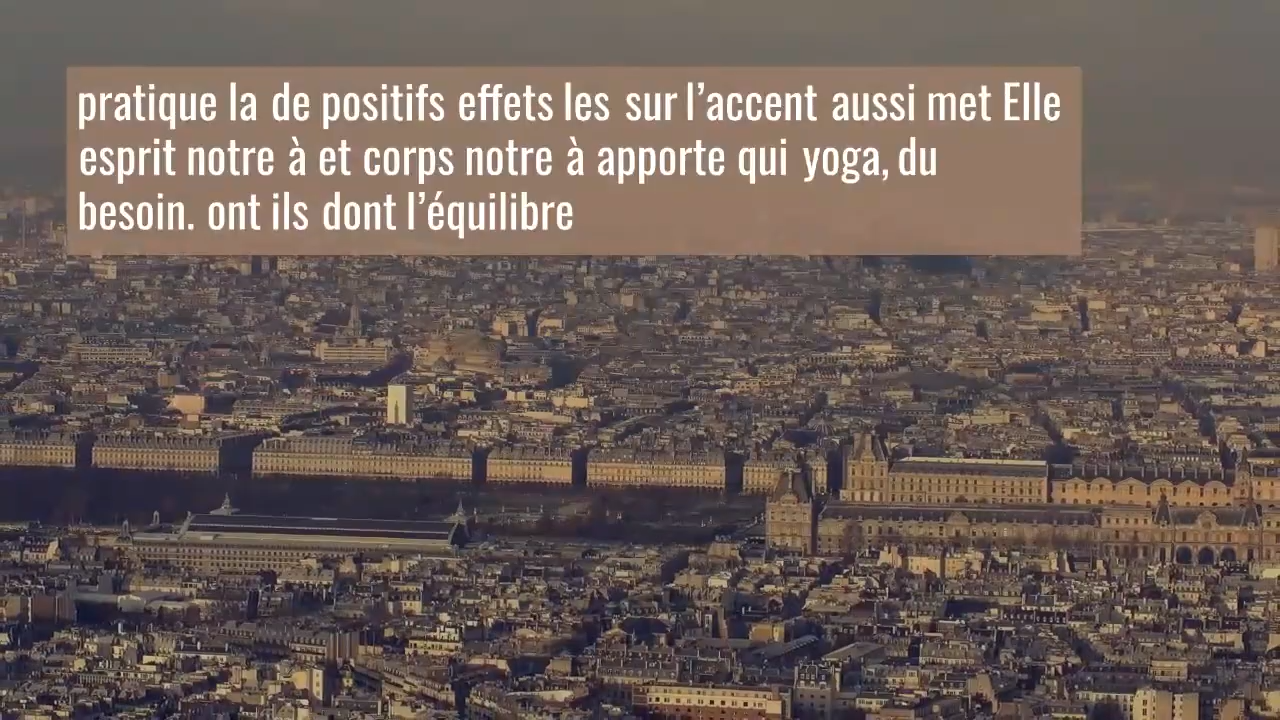 pratique la de positifs effets les sur l’accent aussi met Elle
esprit notre à et corps notre à apporte qui yoga, du
besoin. ont ils dont l’équilibre